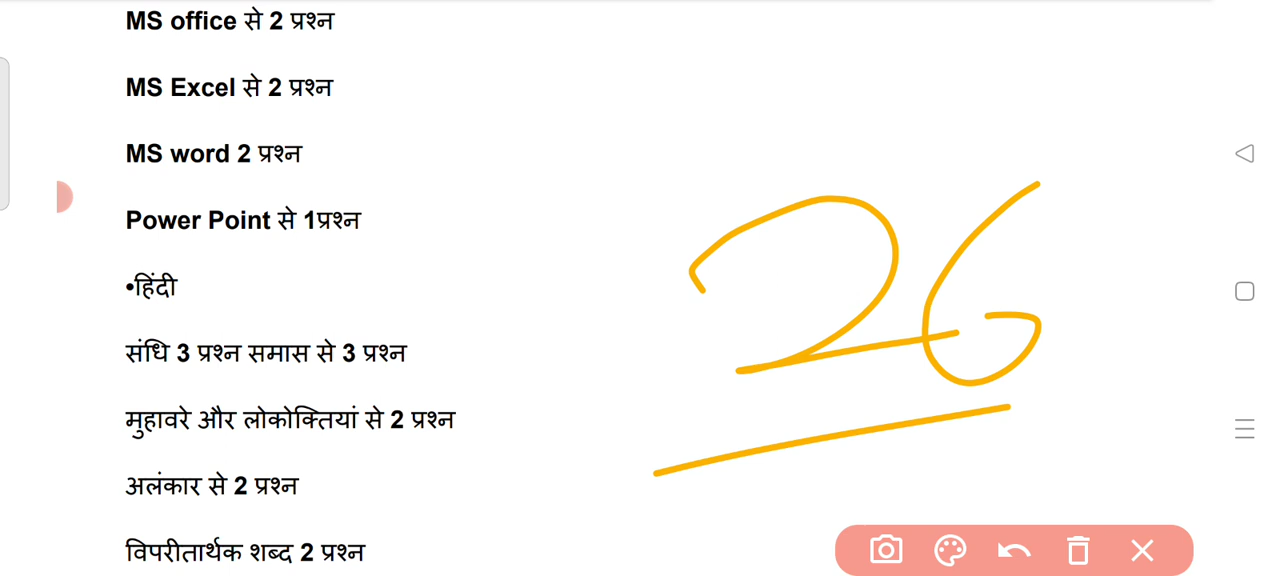 MS office से 2 प्रश्न
MS Excel से 2 प्रश्न
MS word 2 प्रश्न
Power Point से 1प्रश्न
•हिंदी
संधि 3 प्रश्न समास से 3 प्रश्न
मुहावरे और लोकोक्तियां से 2 प्रश्न
अलंकार से 2 प्रश्न
विपरीतार्थक शब्द 2 प्रश्न
26